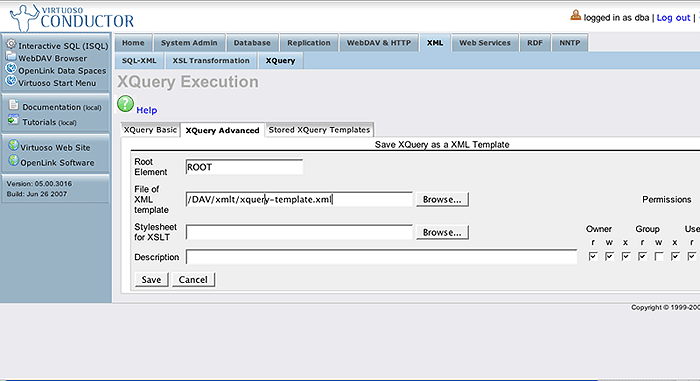 VIRTUOSO
CONDUCTOR
logged in as dba | Log out |
Interactive SQL (ISQL)
WebDAV Browser
OpenLink Data Spaces
Virtuoso Start Menu
Documentation (local)
Tutorials (local)
Virtuoso Web Site
OpenLink Software
Version: 05.00.3016
Build: Jun 26 2007
Home System Admin Database Replication WebDAV & HTTP XML Web Services RDF NNTP
SQL-XML XSL Transformation XQuery
XQuery Execution
? Help
XQuery Basic XQuery Advanced Stored XQuery Templates
Save XQuery as a XML Template
Root
Element
ROOT
File of
XML
template
/DAV/xmlt/xquery-template.xml
Browse...
Permissions
Stylesheet
for XSLT
Browse...
Owner Group Use
r w x r w x r
Description
Save Cancel
Copyright © 1999-200